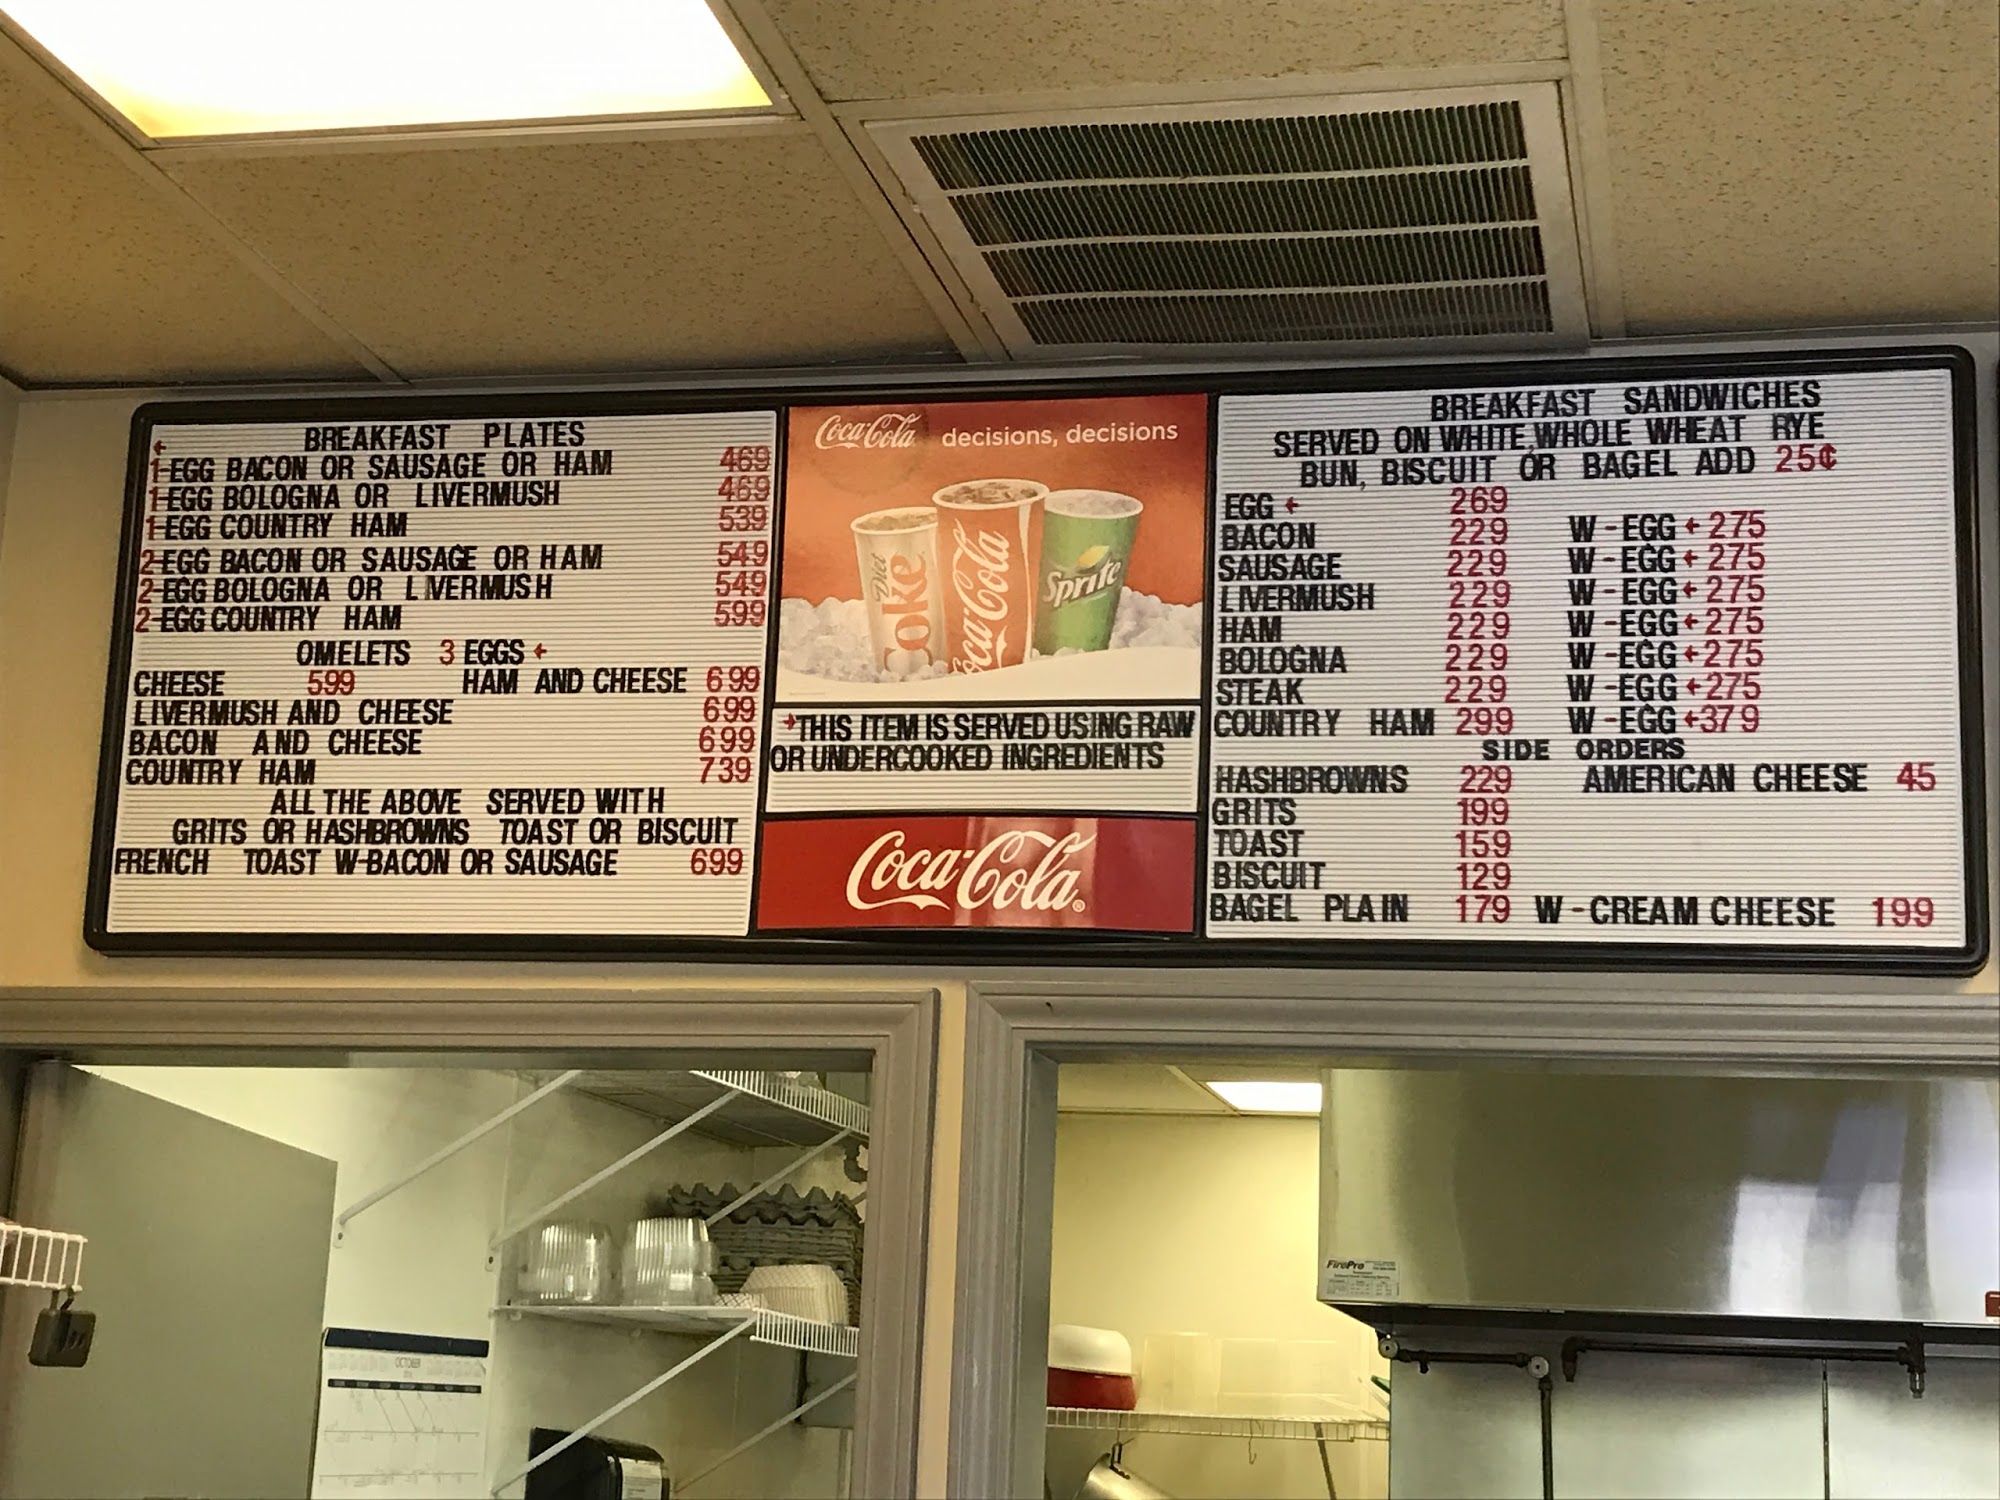 BREAKFAST PLATES
1-EGG BACON OR SAUSAGE OR HAM 469
1-EGG BOLOGNA OR LIVERMUSH 469
1-EGG COUNTRY HAM 539
2-EGG BACON OR SAUSAGE OR HAM 549
2-EGG BOLOGNA OR LIVERMUSH 549
2-EGG COUNTRY HAM 599
OMELETS 3 EGGS +
CHEESE 599 HAM AND CHEESE 699
LIVERMUSH AND CHEESE 699
BACON AND CHEESE 699
COUNTRY HAM 739
ALL THE ABOVE SERVED WITH
GRITS OR HASHBROWNS TOAST OR BISCUIT
FRENCH TOAST W-BACON OR SAUSAGE 699
Coca-Cola decisions, decisions
Diet Coke
Coca-Cola
Sprite
+THIS ITEM IS SERVED USING RAW
OR UNDERCOOKED INGREDIENTS
Coca-Cola®
BREAKFAST SANDWICHES
SERVED ON WHITE, WHOLE WHEAT RYE
BUN, BISCUIT OR BAGEL ADD 25¢
EGG + 269
BACON 229 W-EGG+275
SAUSAGE 229 W-EGG+275
LIVERMUSH 229 W-EGG+275
HAM 229 W-EGG+275
BOLOGNA 229 W-EGG+275
STEAK 229 W-EGG+275
COUNTRY HAM 299 W-EGG+379
SIDE ORDERS
HASHBROWNS 229 AMERICAN CHEESE 45
GRITS 199
TOAST 159
BISCUIT 129
BAGEL PLAIN 179 W-CREAM CHEESE 199
FirePro
OCTOBER